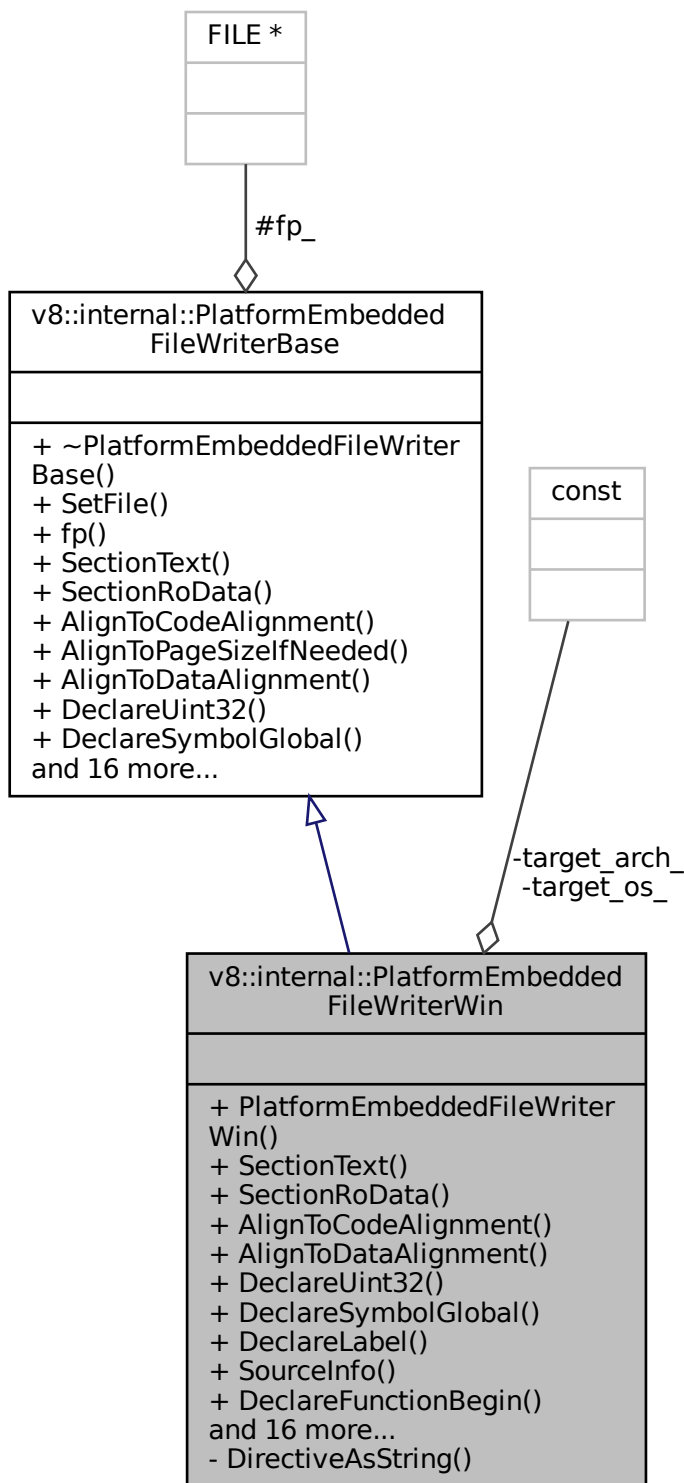 FILE *
#fp_
v8::internal::PlatformEmbedded
FileWriterBase
+ ~PlatformEmbeddedFileWriter
Base()
+ SetFile()
+ fp()
+ SectionText()
+ SectionRoData()
+ AlignToCodeAlignment()
+ AlignToPageSizeIfNeeded()
+ AlignToDataAlignment()
+ DeclareUint32()
+ DeclareSymbolGlobal()
and 16 more...
const
-target_arch_
-target_os_
v8::internal::PlatformEmbedded
FileWriterWin
+ PlatformEmbeddedFileWriter
Win()
+ SectionText()
+ SectionRoData()
+ AlignToCodeAlignment()
+ AlignToDataAlignment()
+ DeclareUint32()
+ DeclareSymbolGlobal()
+ DeclareLabel()
+ SourceInfo()
+ DeclareFunctionBegin()
and 16 more...
- DirectiveAsString()